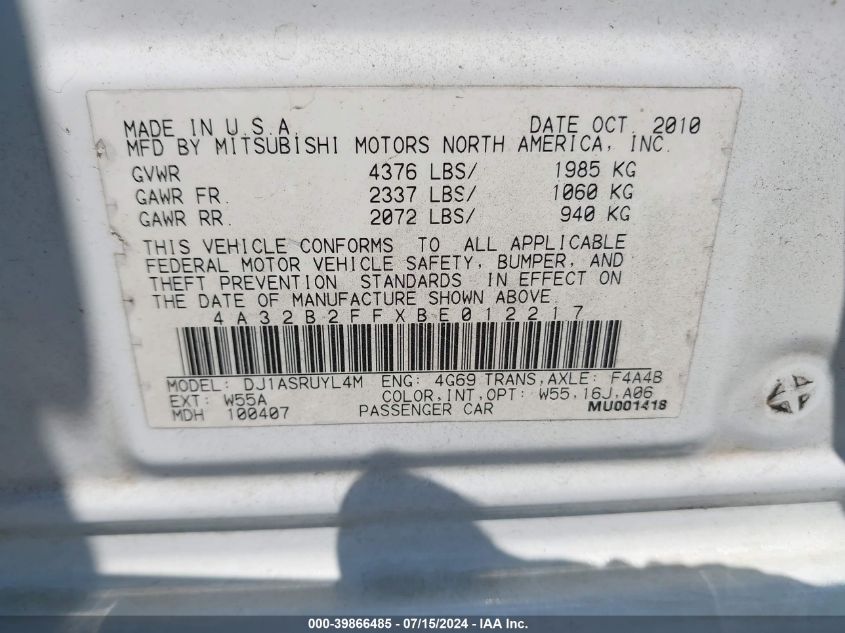 MADE IN U.S.A. DATE OCT. 2010
MFD BY MITSUBISHI MOTORS NORTH AMERICA, INC.
GVWR 4376 LBS/ 1985 KG
GAWR FR. 2337 LBS/ 1060 KG
GAWR RR. 2072 LBS/ 940 KG
THIS VEHICLE CONFORMS TO ALL APPLICABLE
FEDERAL MOTOR VEHICLE SAFETY, BUMPER, AND
THEFT PREVENTION STANDARDS IN EFFECT ON
THE DATE OF MANUFACTURE SHOWN ABOVE.
4A32B2FFXBE012217
MODEL: DJ1ASRUYL4M ENG: 4G69 TRANS,AXLE: F4A4B
EXT: W55A COLOR,INT,OPT: W55,16J,A06
MDH 100407 PASSENGER CAR MU001418
000-39866485 - 07/15/2024 - IAA Inc.